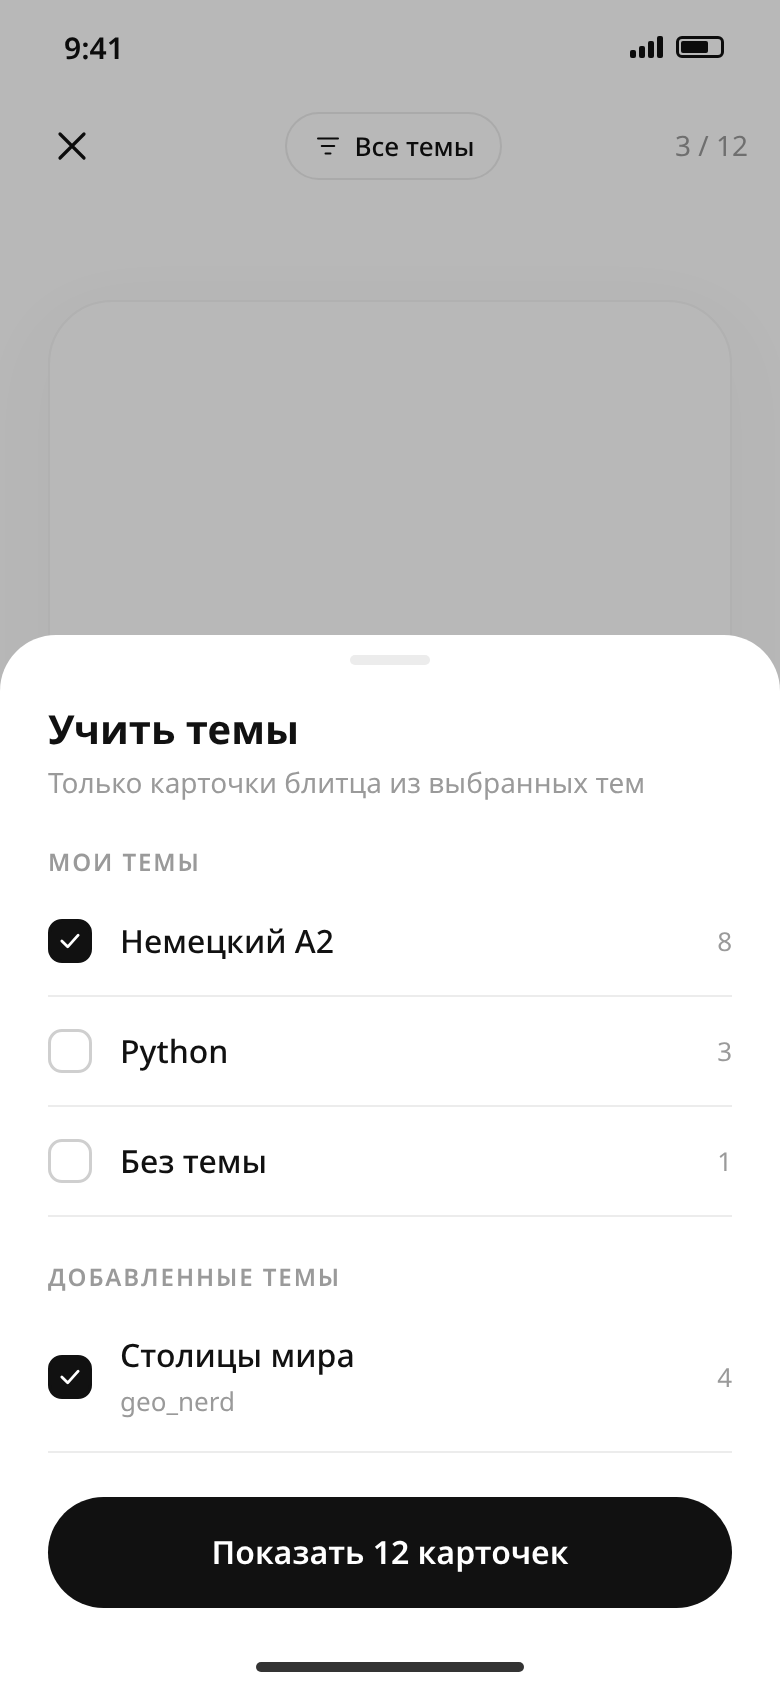 9:41
Все темы
3 / 12
Учить темы
Только карточки блитца из выбранных тем
МОИ ТЕМЫ
Немецкий A2
8
Python
3
Без темы
1
ДОБАВЛЕННЫЕ ТЕМЫ
Столицы мира
geo_nerd
4
Показать 12 карточек